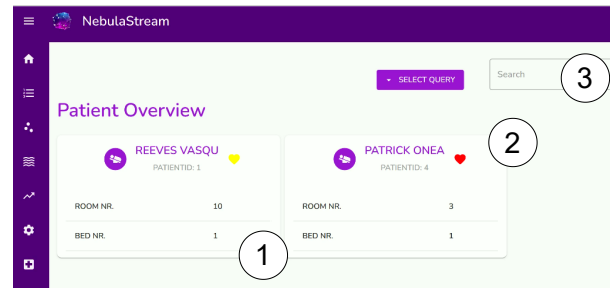 NebulaStream
SELECT QUERY
Search
3
Patient Overview
2
REEVES VASQU
PATIENTID: 1
ROOM NR. 10
BED NR. 1
1
PATRICK ONEA
PATIENTID: 4
ROOM NR. 3
BED NR. 1